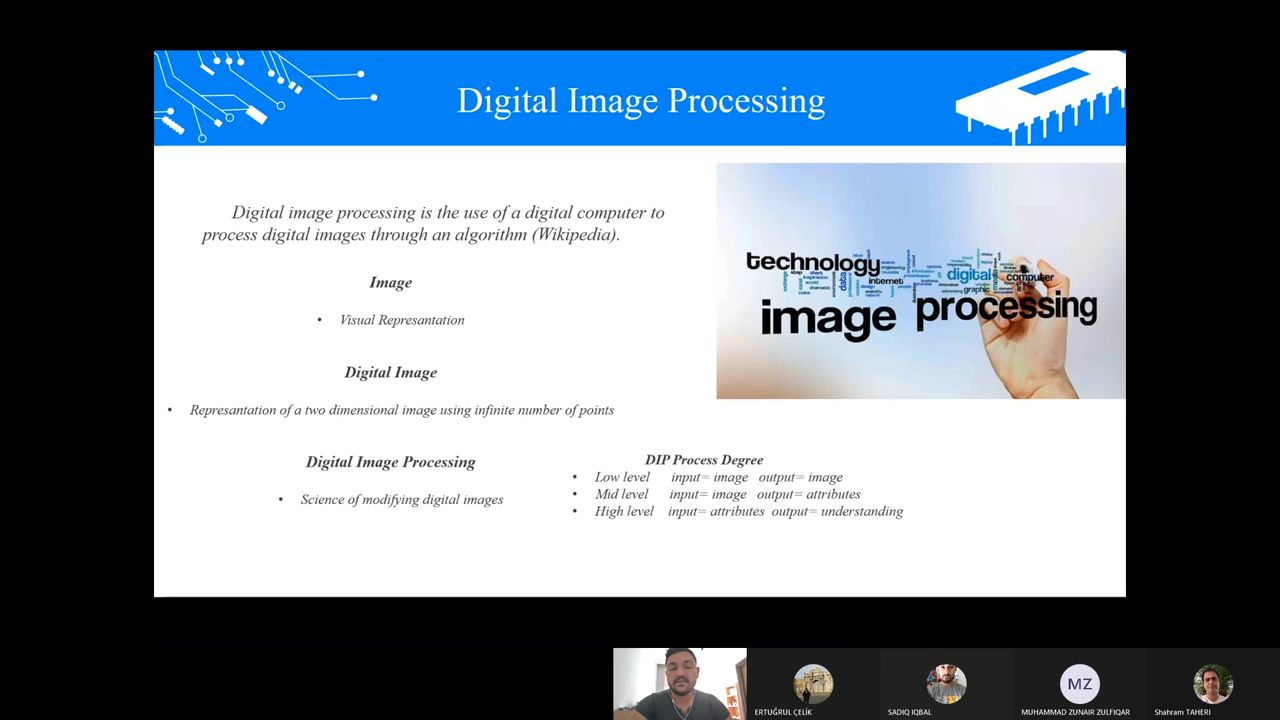 Digital Image Processing
Digital image processing is the use of a digital computer to
process digital images through an algorithm (Wikipedia).
Image
• Visual Represantation
Digital Image
• Represantation of a two dimensional image using infinite number of points
Digital Image Processing
• Science of modifying digital images
DIP Process Degree
• Low level input= image output= image
• Mid level input= image output= attributes
• High level input= attributes output= understanding
technology
digital
computer
internet
data
graphic
image processing
MZ
ERTUĞRUL ÇELİK
SADIQ IQBAL
MUHAMMAD ZUNAIR ZULFIQAR
Shahram TAHERI